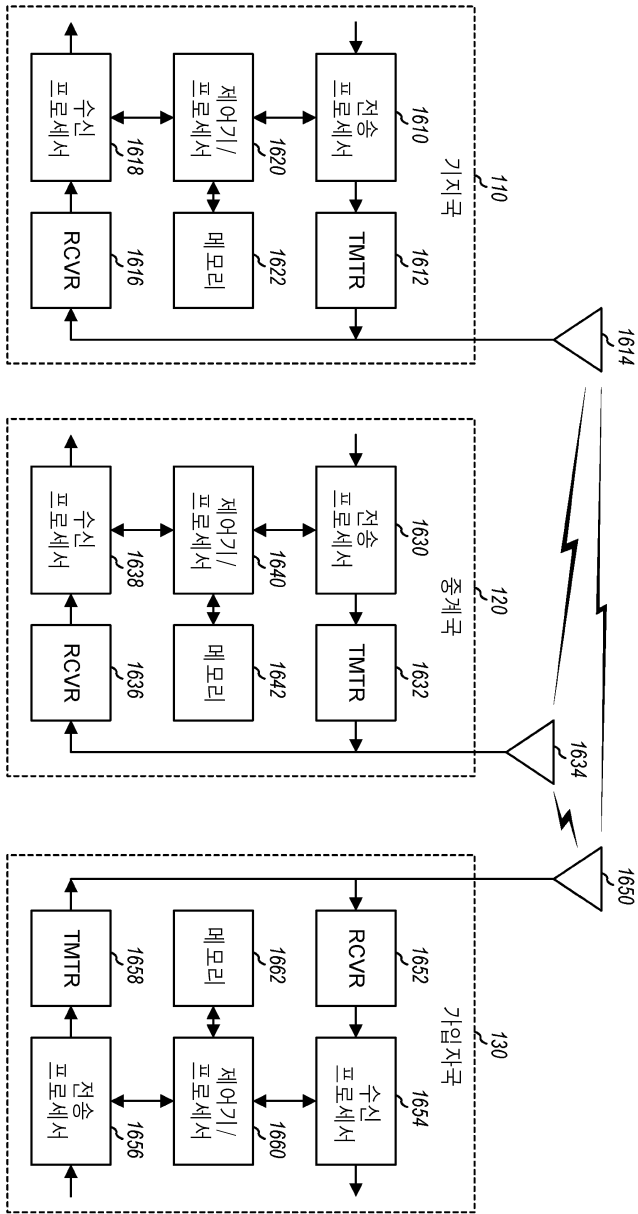 110
기지국
1610
전송
프로세서
1612
TMTR
1614
1620
제어기/
프로세서
1622
메모리
1618
수신
프로세서
1616
RCVR
120
중계국
1630
전송
프로세서
1632
TMTR
1634
1640
제어기/
프로세서
1642
메모리
1638
수신
프로세서
1636
RCVR
130
가입자국
1650
1652
RCVR
1654
수신
프로세서
1662
메모리
1660
제어기/
프로세서
1658
TMTR
1656
전송
프로세서